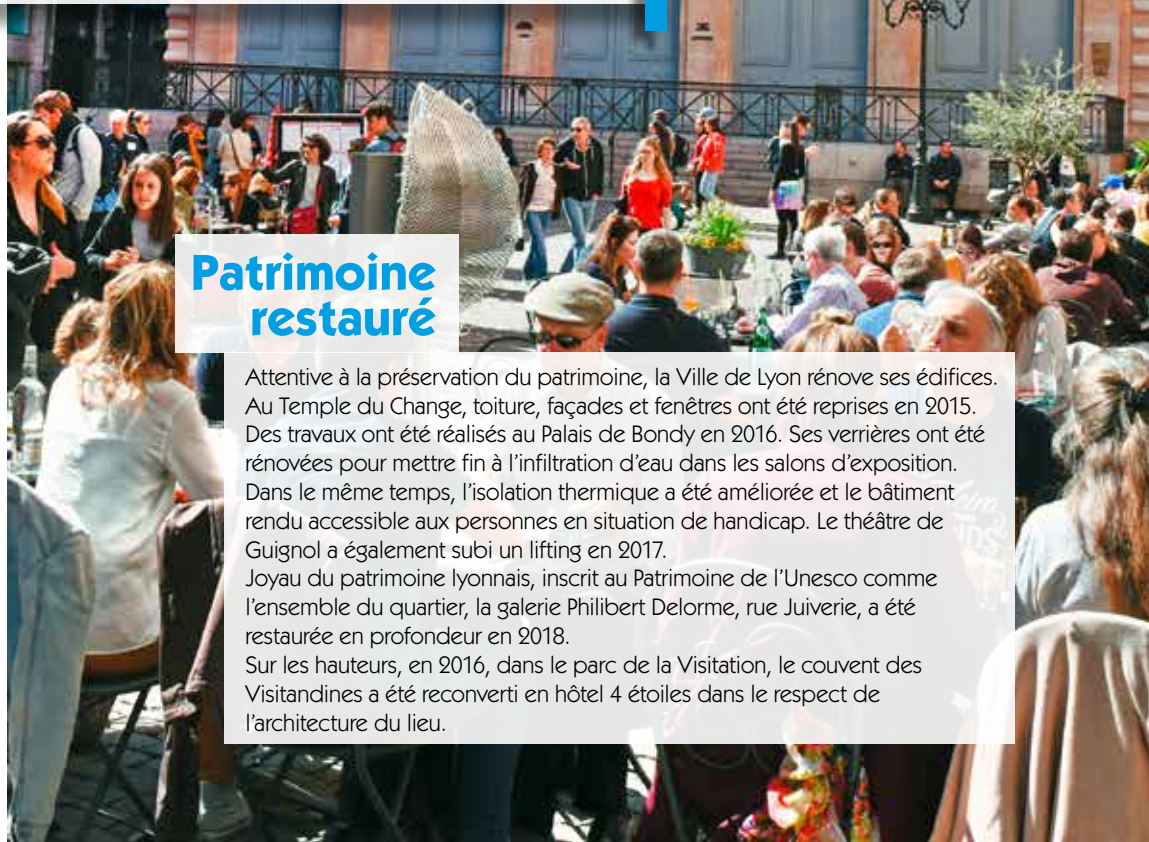 Patrimoine
restauré
Attentive à la préservation du patrimoine, la Ville de Lyon rénove ses édifices.
Au Temple du Change, toiture, façades et fenêtres ont été reprises en 2015.
Des travaux ont été réalisés au Palais de Bondy en 2016. Ses verrières ont été
rénovées pour mettre fin à l'infiltration d'eau dans les salons d'exposition.
Dans le même temps, l'isolation thermique a été améliorée et le bâtiment
rendu accessible aux personnes en situation de handicap. Le théâtre de
Guignol a également subi un lifting en 2017.
Joyau du patrimoine lyonnais, inscrit au Patrimoine de l'Unesco comme
l'ensemble du quartier, la galerie Philibert Delorme, rue Juiverie, a été
restaurée en profondeur en 2018.
Sur les hauteurs, en 2016, dans le parc de la Visitation, le couvent des
Visitandines a été reconverti en hôtel 4 étoiles dans le respect de
l'architecture du lieu.